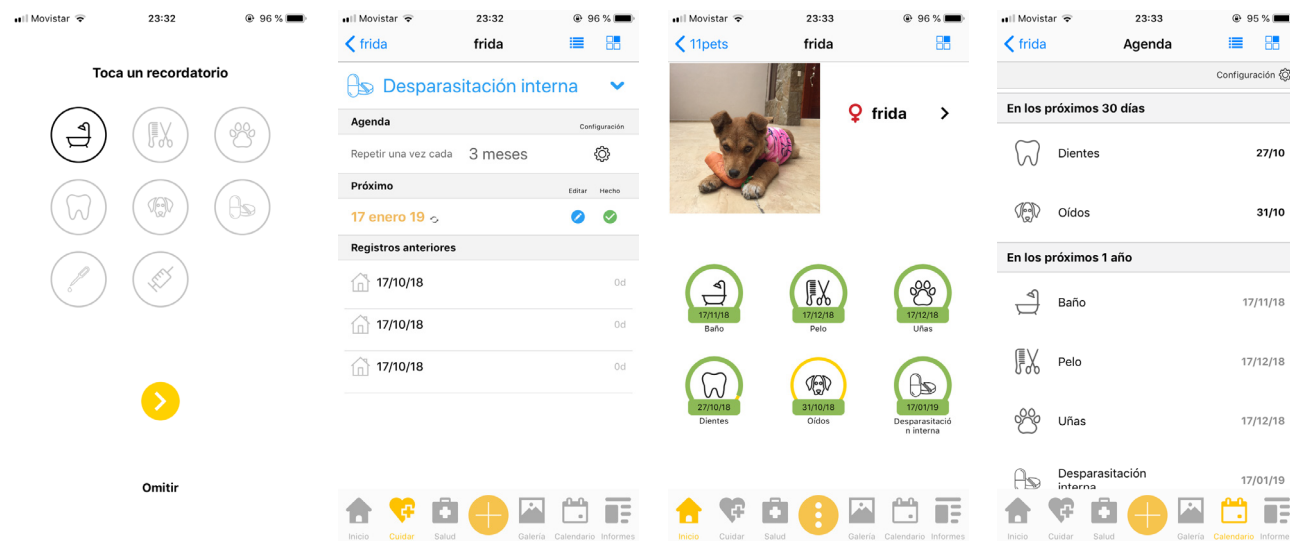 Movistar 23:32 96 %
Toca un recordatorio
Omitir
Movistar 23:32 96 %
frida frida
Desparasitación interna
Agenda Configuración
Repetir una vez cada 3 meses
Próximo Editar Hecho
17 enero 19
Registros anteriores
17/10/18 0d
17/10/18 0d
17/10/18 0d
Inicio Cuidar Salud Galería Calendario Informes
Movistar 23:33 96 %
11pets frida
frida
17/11/18 17/12/18 17/12/18
Baño Pelo Uñas
27/10/18 31/10/18 17/01/19
Dientes Oídos Desparasitació
n interna
Inicio Cuidar Salud Galería Calendario Informes
Movistar 23:33 95 %
frida Agenda
Configuración
En los próximos 30 días
Dientes 27/10
Oídos 31/10
En los próximos 1 año
Baño 17/11/18
Pelo 17/12/18
Uñas 17/12/18
Desparasitación
interna 17/01/19
Inicio Cuidar Salud Galería Calendario Informe